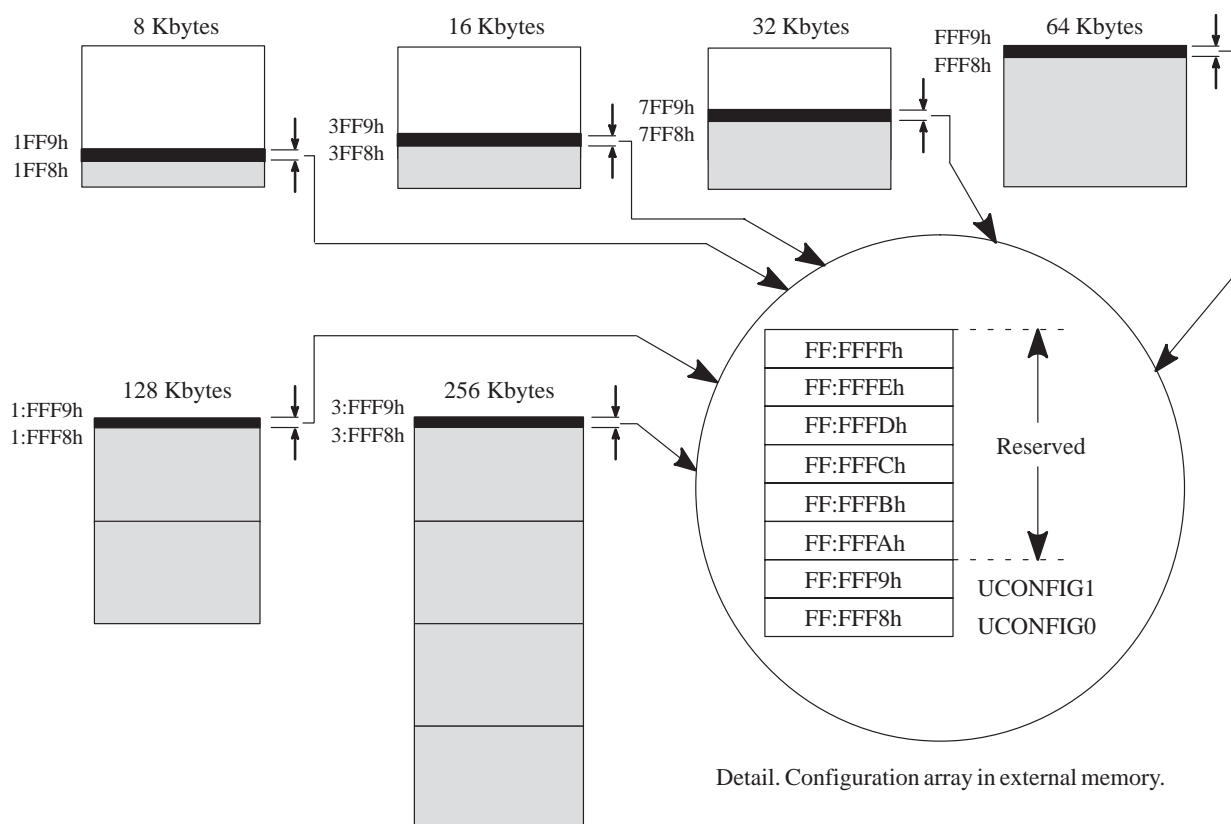 8 Kbytes
16 Kbytes
32 Kbytes
64 Kbytes
1FF9h
1FF8h
3FF9h
3FF8h
7FF9h
7FF8h
FFF9h
FFF8h
128 Kbytes
1:FFF9h
1:FFF8h
256 Kbytes
3:FFF9h
3:FFF8h
FF:FFFFh
FF:FFFEh
FF:FFFDh
FF:FFFCh
FF:FFFBh
FF:FFFAh
FF:FFF9h
FF:FFF8h
Reserved
UCONFIG1
UCONFIG0
Detail. Configuration array in external memory.